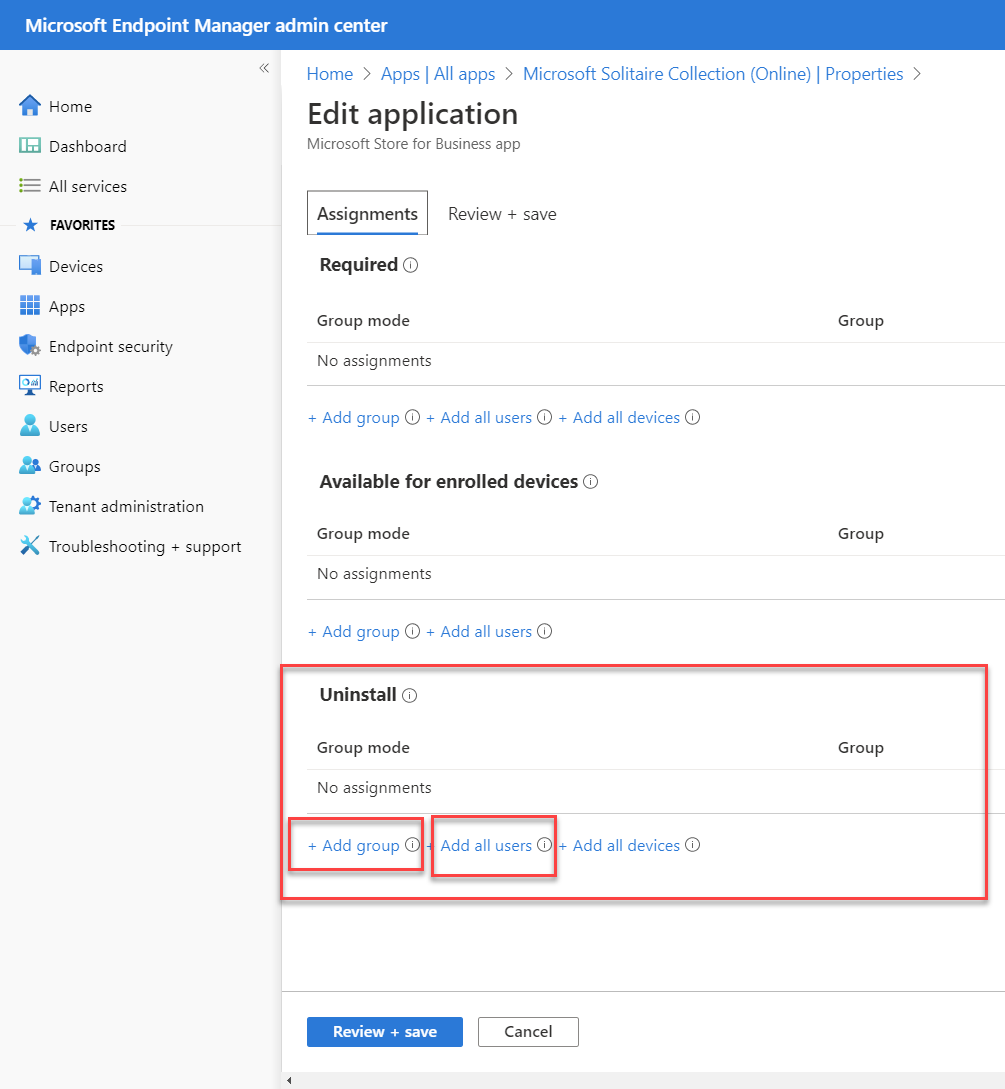 Microsoft Endpoint Manager admin center
«
Home
Dashboard
All services
FAVORITES
Devices
Apps
Endpoint security
Reports
Users
Groups
Tenant administration
Troubleshooting + support
Home > Apps | All apps > Microsoft Solitaire Collection (Online) | Properties >
Edit application
Microsoft Store for Business app
Assignments Review + save
Required
Group mode Group
No assignments
+ Add group + Add all users + Add all devices
Available for enrolled devices
Group mode Group
No assignments
+ Add group + Add all users
Uninstall
Group mode Group
No assignments
+ Add group + Add all users + Add all devices
Review + save Cancel